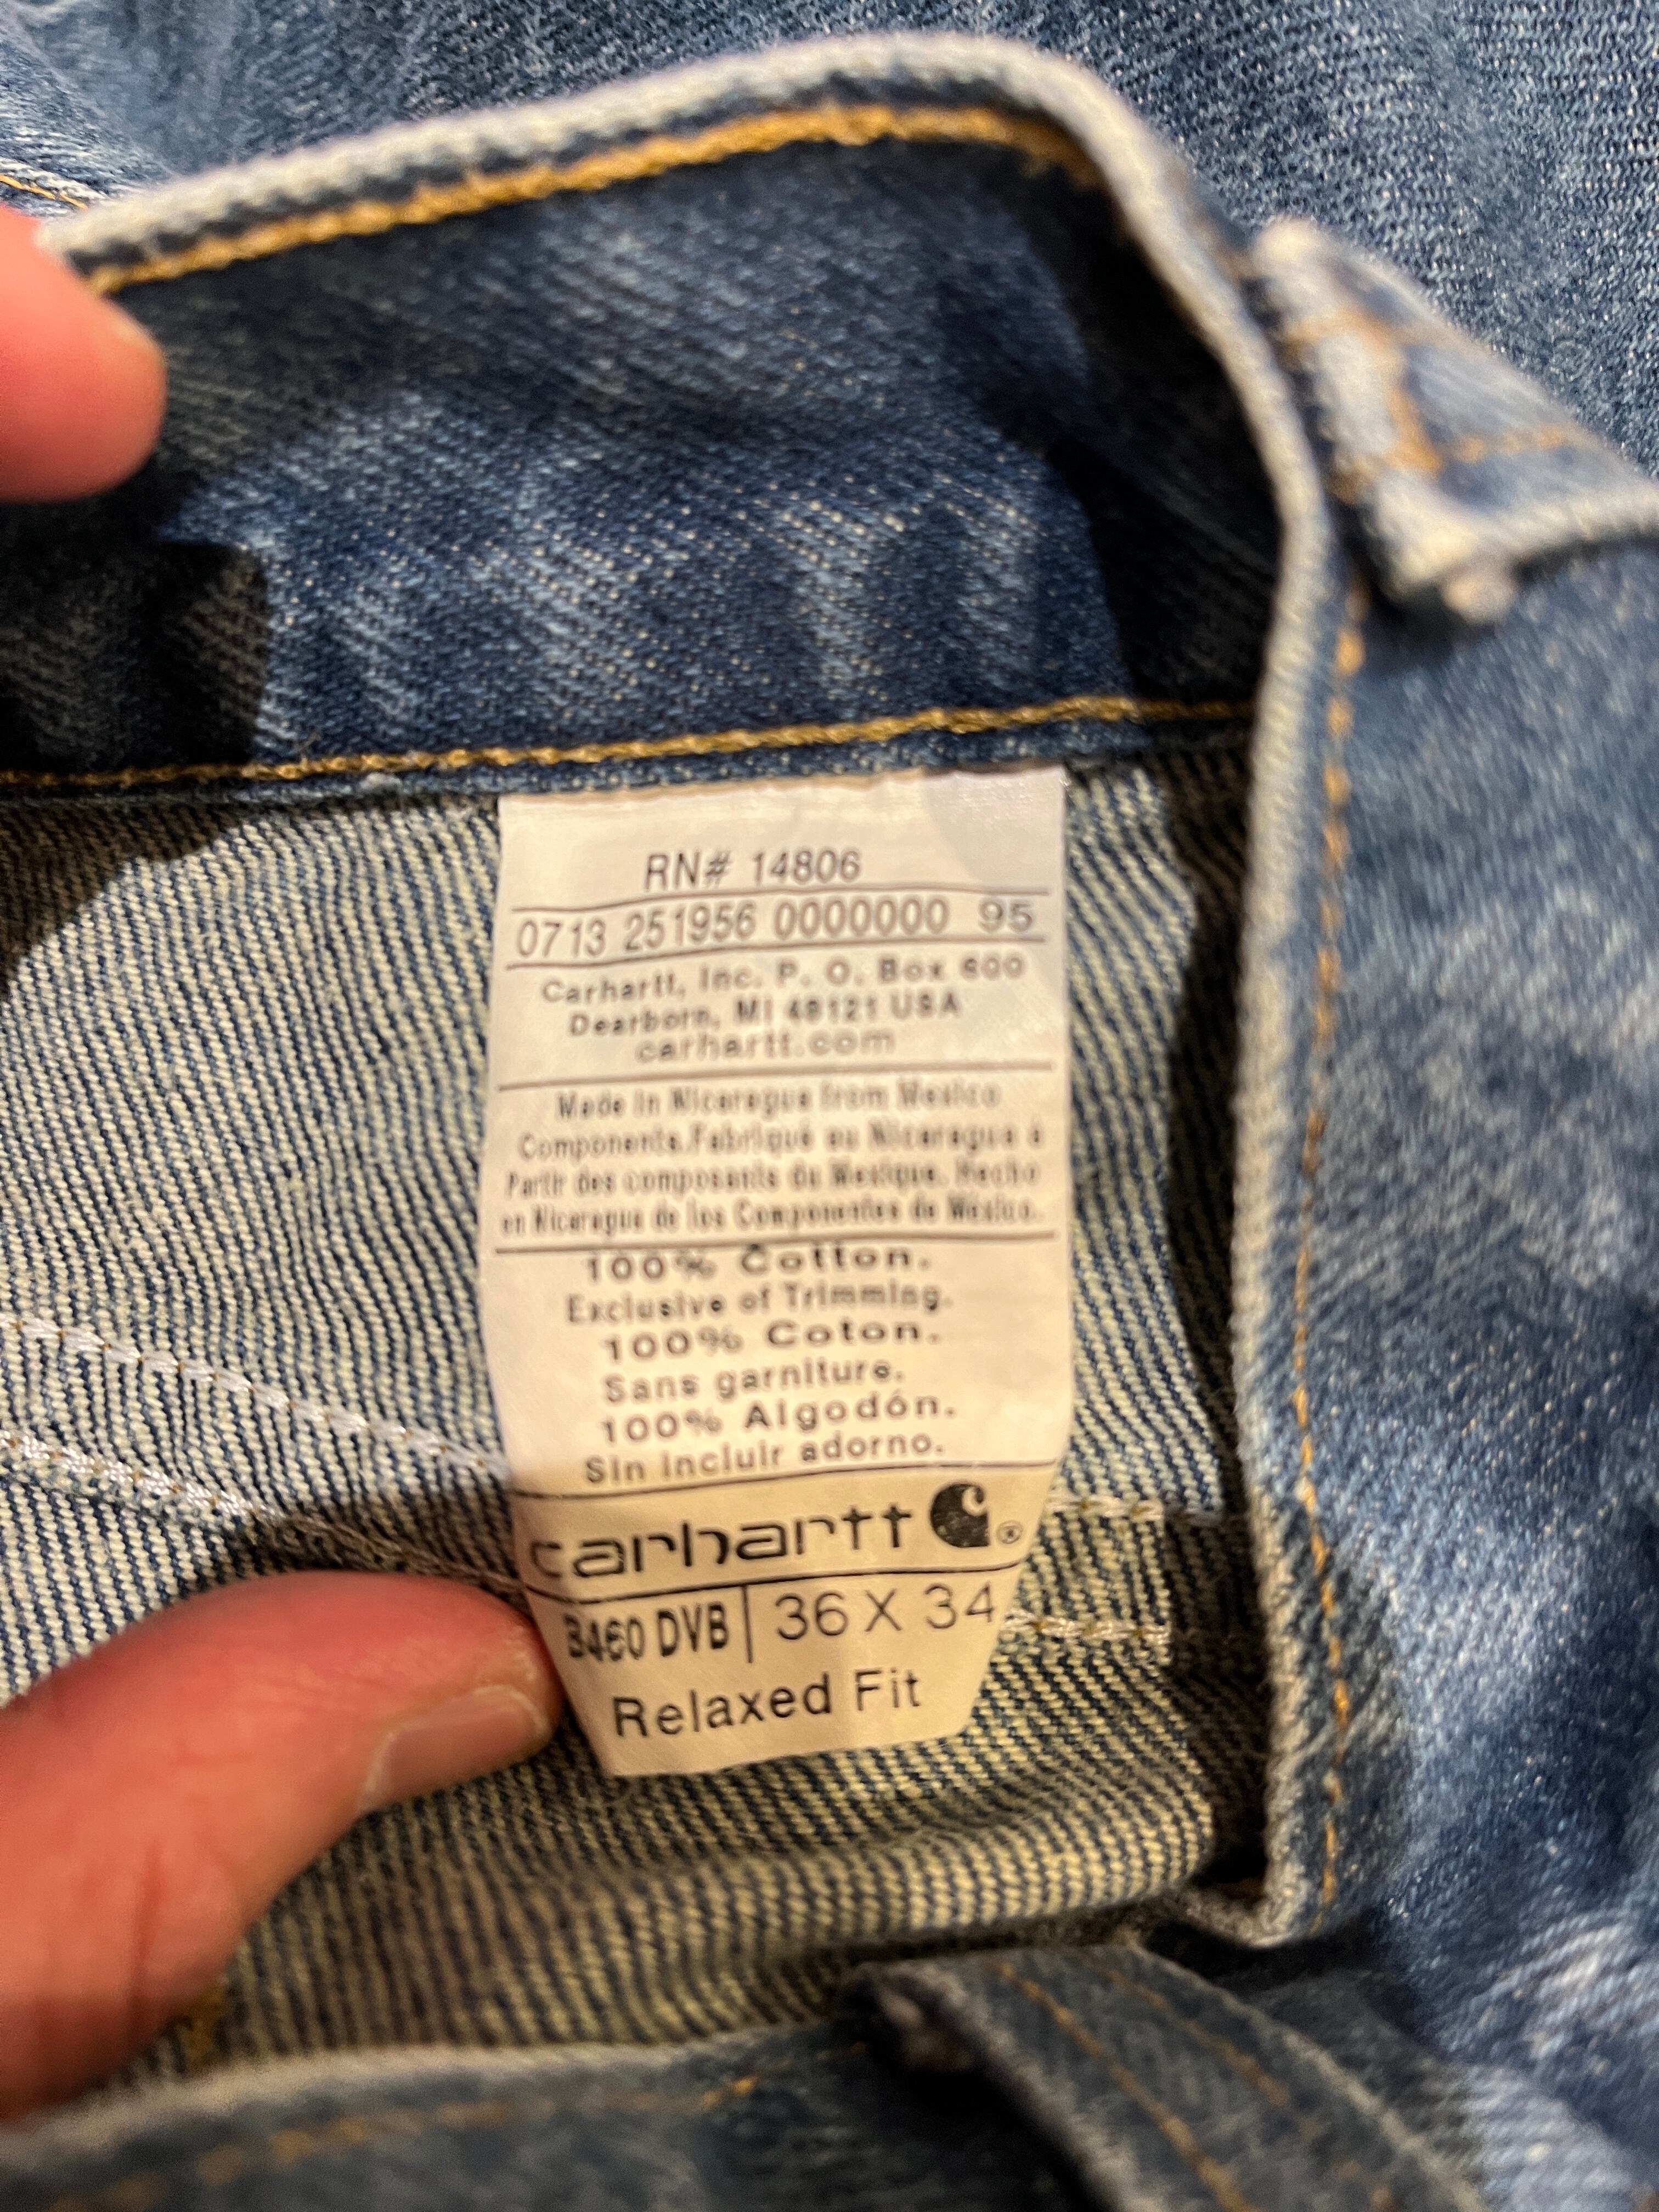 RN# 14806
0713 251956 0000000 95
Carhartt, Inc. P. O. Box 600
Dearborn, MI 48121 USA
carhartt.com
Made in Nicaragua from Mexico
Components.Fabriqué au Nicaragua à
Partir des composants du Mexique. Hecho
en Nicaragua de los Componentes de México.
100% Cotton.
Exclusive of Trimming.
100% Coton.
Sans garniture.
100% Algodón.
Sin incluir adorno.
carhartt ®
B460 DVB 36 X 34
Relaxed Fit